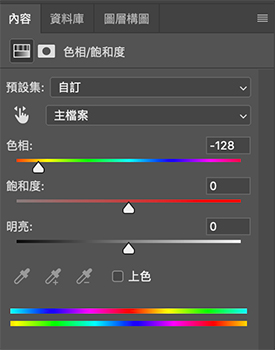 內容 資料庫 圖層構圖
色相/飽和度
預設集: 自訂
主檔案
色相: -128
飽和度: 0
明亮: 0
上色